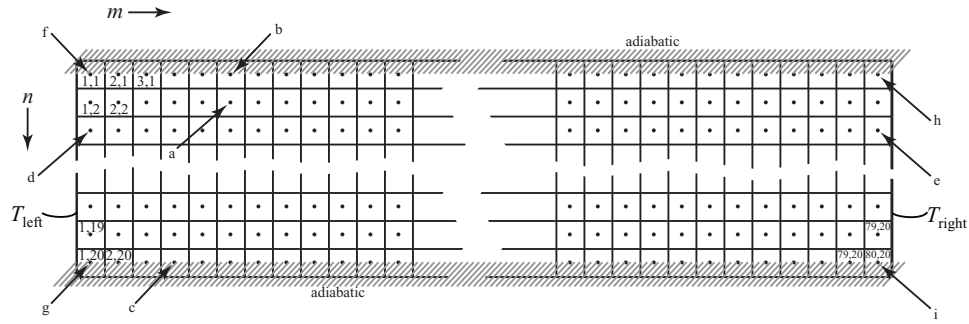 m
f
b
adiabatic
1,1 2,1 3,1
n
1,2 2,2
h
a
d
e
T_left
T_right
1,19
79,20
1,20 2,20
79,20 80,20
adiabatic
g
c
i